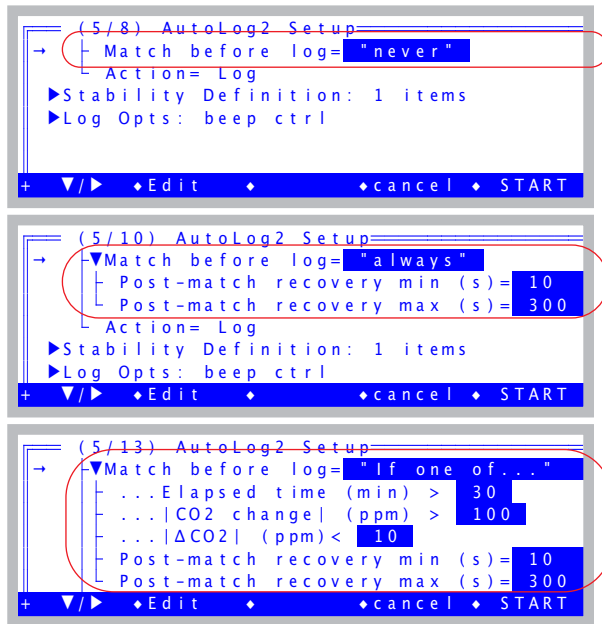 (5/8) AutoLog2 Setup
→ Match before log= "never"
Action= Log
▶Stability Definition: 1 items
▶Log Opts: beep ctrl
+ ▼/▶ ◆Edit ◆ ◆cancel ◆ START
(5/10) AutoLog2 Setup
→ ▼Match before log= "always"
Post-match recovery min (s)= 10
Post-match recovery max (s)= 300
Action= Log
▶Stability Definition: 1 items
▶Log Opts: beep ctrl
+ ▼/▶ ◆Edit ◆ ◆cancel ◆ START
(5/13) AutoLog2 Setup
→ ▼Match before log= "If one of..."
...Elapsed time (min) > 30
...|CO2 change| (ppm) > 100
...|ΔCO2| (ppm)< 10
Post-match recovery min (s)= 10
Post-match recovery max (s)= 300
+ ▼/▶ ◆Edit ◆ ◆cancel ◆ START